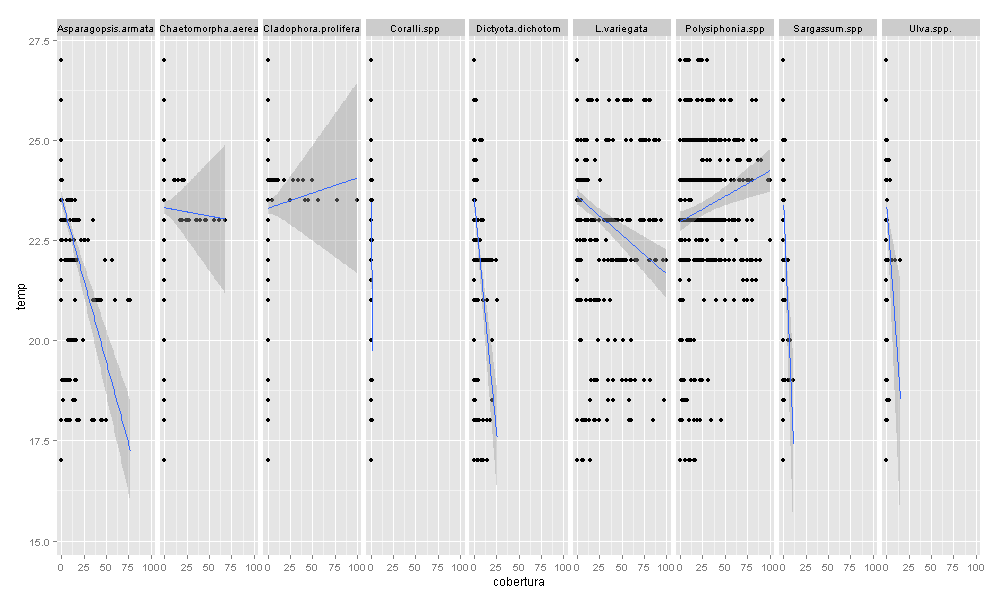 Asparagopsis.armata Chaetomorpha.aerea Cladophora.prolifera Coralli.spp Dictyota.dichotom L.variegata Polysiphonia.spp Sargassum.spp Ulva.spp.
27.5
25.0
22.5
20.0
17.5
15.0
temp
0 25 50 75 100 0 25 50 75 100 0 25 50 75 100 0 25 50 75 100 0 25 50 75 100 0 25 50 75 100 0 25 50 75 100 0 25 50 75 100 0 25 50 75 100
cobertura